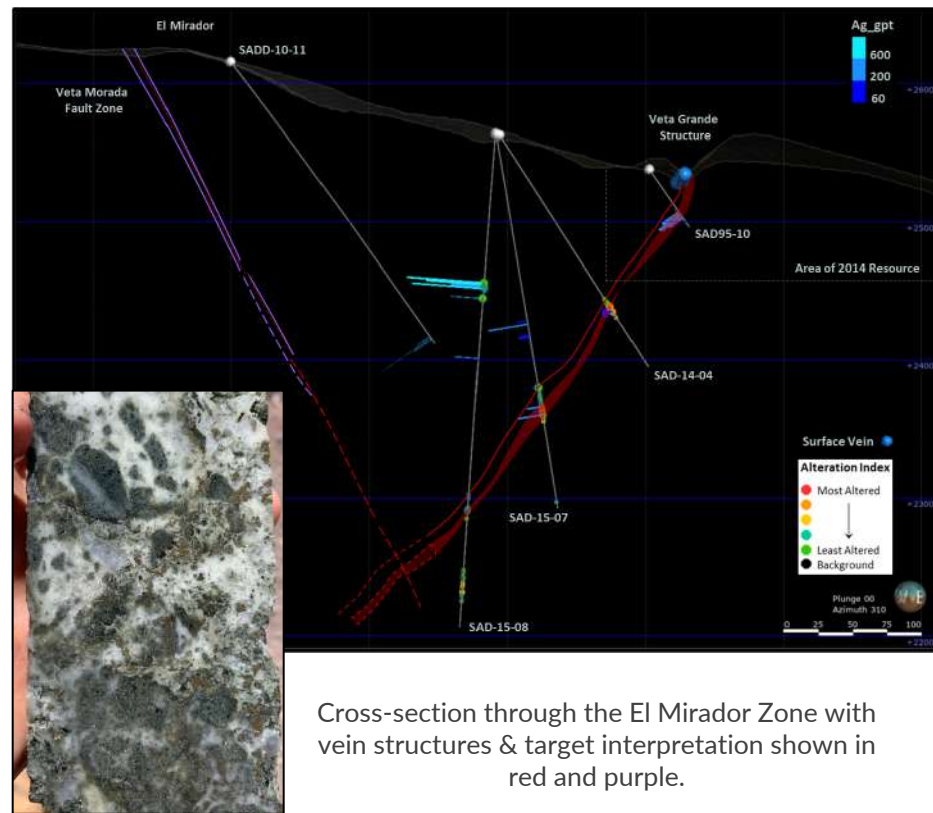 El Mirador
SADD-10-11
Ag_gpt
600
200
60
Veta Morada
Fault Zone
+2600
Veta Grande
Structure
SAD95-10
+2500
Area of 2014 Resource
+2400
SAD-14-04
Surface Vein
Alteration Index
Most Altered
Least Altered
Background
+2300
SAD-15-07
Plunge 00
Azimuth 310
0 25 50 75 100
SAD-15-08
+2200
Cross-section through the El Mirador Zone with
vein structures & target interpretation shown in
red and purple.